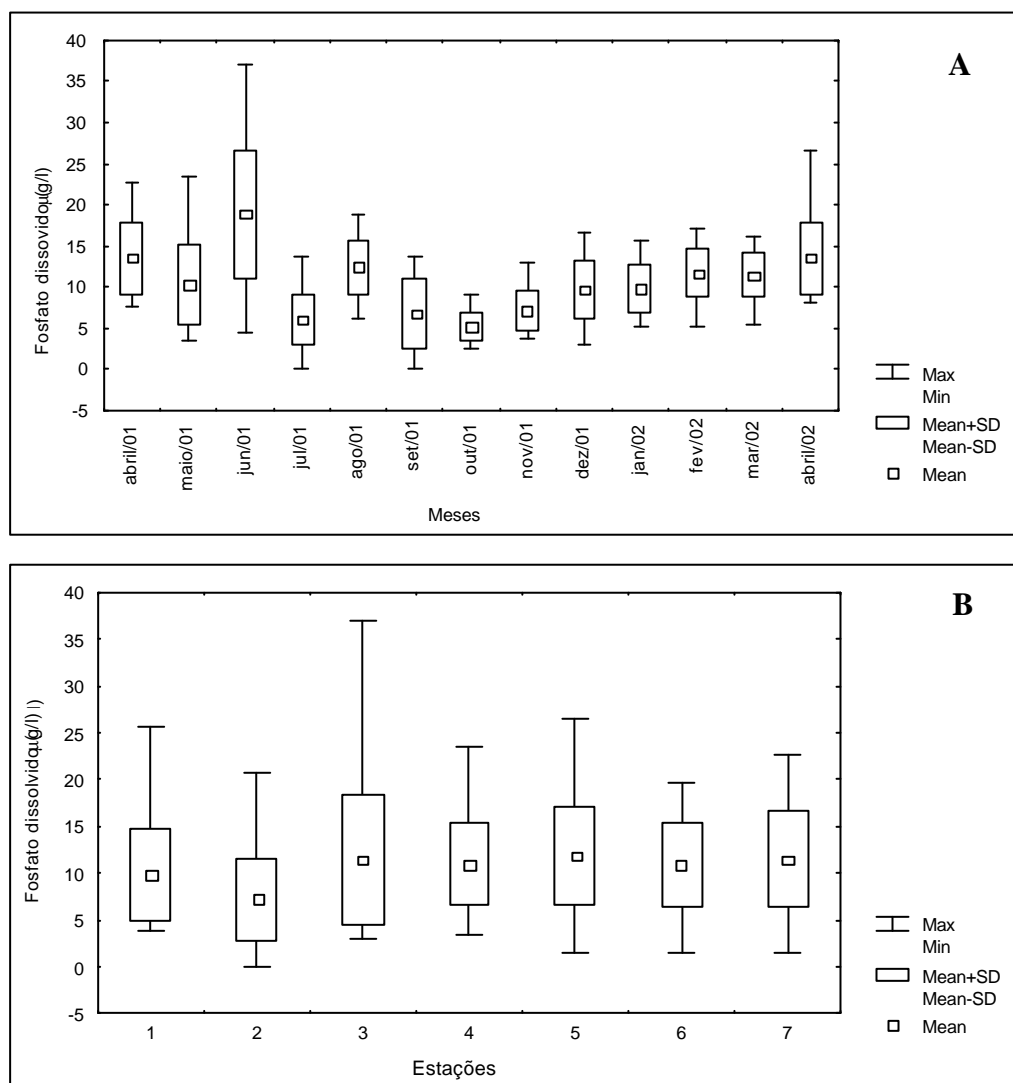 A
40
35
30
25
20
15
10
5
0
-5
Fosfato dissovidoμ(g/l)
abril/01 maio/01 jun/01 jul/01 ago/01 set/01 out/01 nov/01 dez/01 jan/02 fev/02 mar/02 abril/02
Meses
Max
Min
Mean+SD
Mean-SD
Mean
B
40
35
30
25
20
15
10
5
0
-5
Fosfato dissolvidoμ(g/l) l)
1 2 3 4 5 6 7
Estações
Max
Min
Mean+SD
Mean-SD
Mean